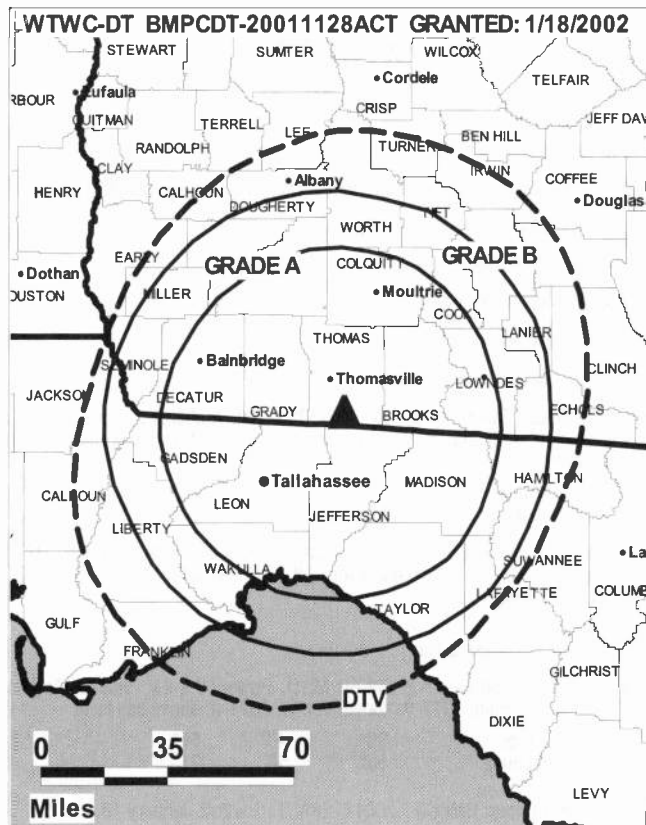 WTWC-DT BMPCDT-20011128ACT GRANTED: 1/18/2002
STEWART
SUMTER
WILCOX
Cordele
TELFAIR
RBOUR
Eufaula
QUITMAN
CRISP
JEFF DAV
TERRELL
LEE
BEN HILL
RANDOLPH
TURNER
CLAY
IRWIN
HENRY
CALHOUN
Albany
COFFEE
DOUGHERTY
Douglas
WORTH
TIFT
EARLY
GRADE A
COLQUITT
GRADE B
Dothan
OUSTON
MILLER
Moultrie
COOK
THOMAS
LANIER
SEMINOLE
Bainbridge
CLINCH
Thomasville
LOWNDES
JACKSON
DECATUR
GRADY
BROOKS
ECHOLS
GADSDEN
Tallahassee
MADISON
HAMILTON
CALHOUN
LEON
JEFFERSON
LIBERTY
La
SUWANNEE
WAKULLA
LAFAYETTE
COLUMB
TAYLOR
GULF
FRANKLIN
GILCHRIST
DTV
DIXIE
0 35 70
LEVY
Miles